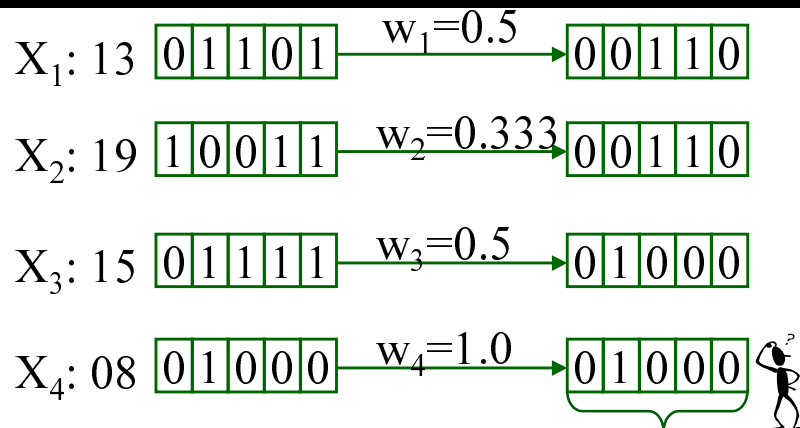 X₁: 13 0 1 1 0 1 w₁=0.5 0 0 1 1 0
X₂: 19 1 0 0 1 1 w₂=0.333 0 0 1 1 0
X₃: 15 0 1 1 1 1 w₃=0.5 0 1 0 0 0
X₄: 08 0 1 0 0 0 w₄=1.0 0 1 0 0 0
?